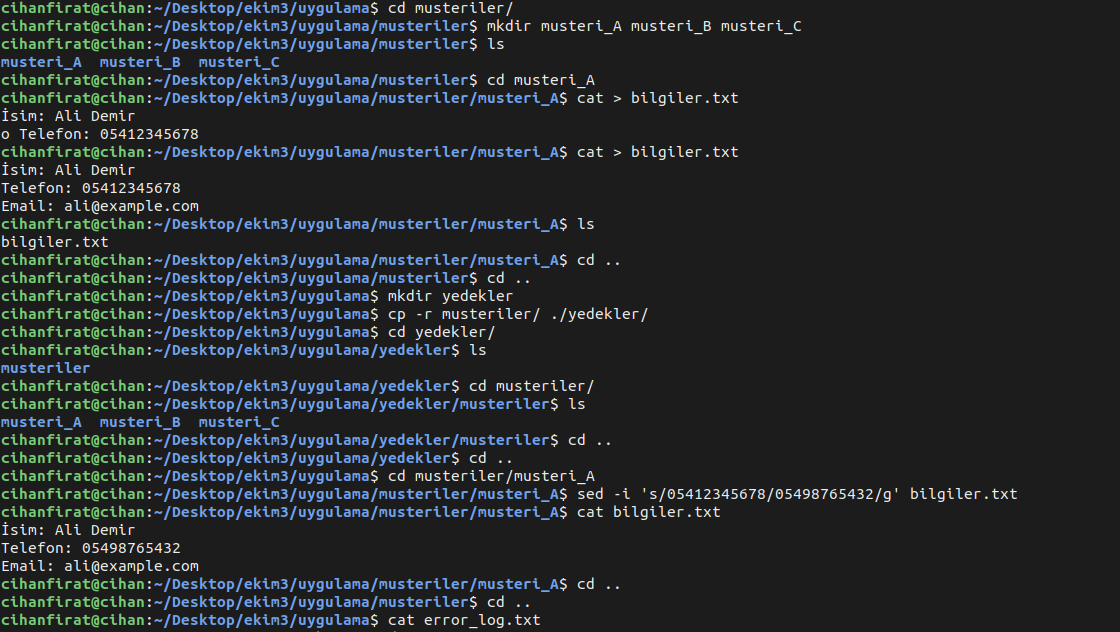 cihanfirat@cihan:~/Desktop/ekim3/uygulama$ cd musteriler/
cihanfirat@cihan:~/Desktop/ekim3/uygulama/musteriler$ mkdir musteri_A musteri_B musteri_C
cihanfirat@cihan:~/Desktop/ekim3/uygulama/musteriler$ ls
musteri_A  musteri_B  musteri_C
cihanfirat@cihan:~/Desktop/ekim3/uygulama/musteriler$ cd musteri_A
cihanfirat@cihan:~/Desktop/ekim3/uygulama/musteriler/musteri_A$ cat > bilgiler.txt
İsim: Ali Demir
o Telefon: 05412345678
cihanfirat@cihan:~/Desktop/ekim3/uygulama/musteriler/musteri_A$ cat > bilgiler.txt
İsim: Ali Demir
Telefon: 05412345678
Email: ali@example.com
cihanfirat@cihan:~/Desktop/ekim3/uygulama/musteriler/musteri_A$ ls
bilgiler.txt
cihanfirat@cihan:~/Desktop/ekim3/uygulama/musteriler/musteri_A$ cd ..
cihanfirat@cihan:~/Desktop/ekim3/uygulama/musteriler$ cd ..
cihanfirat@cihan:~/Desktop/ekim3/uygulama$ mkdir yedekler
cihanfirat@cihan:~/Desktop/ekim3/uygulama$ cp -r musteriler/ ./yedekler/
cihanfirat@cihan:~/Desktop/ekim3/uygulama$ cd yedekler/
cihanfirat@cihan:~/Desktop/ekim3/uygulama/yedekler$ ls
musteriler
cihanfirat@cihan:~/Desktop/ekim3/uygulama/yedekler$ cd musteriler/
cihanfirat@cihan:~/Desktop/ekim3/uygulama/yedekler/musteriler$ ls
musteri_A  musteri_B  musteri_C
cihanfirat@cihan:~/Desktop/ekim3/uygulama/yedekler/musteriler$ cd ..
cihanfirat@cihan:~/Desktop/ekim3/uygulama/yedekler$ cd ..
cihanfirat@cihan:~/Desktop/ekim3/uygulama$ cd musteriler/musteri_A
cihanfirat@cihan:~/Desktop/ekim3/uygulama/musteriler/musteri_A$ sed -i 's/05412345678/05498765432/g' bilgiler.txt
cihanfirat@cihan:~/Desktop/ekim3/uygulama/musteriler/musteri_A$ cat bilgiler.txt
İsim: Ali Demir
Telefon: 05498765432
Email: ali@example.com
cihanfirat@cihan:~/Desktop/ekim3/uygulama/musteriler/musteri_A$ cd ..
cihanfirat@cihan:~/Desktop/ekim3/uygulama/musteriler$ cd ..
cihanfirat@cihan:~/Desktop/ekim3/uygulama$ cat error_log.txt